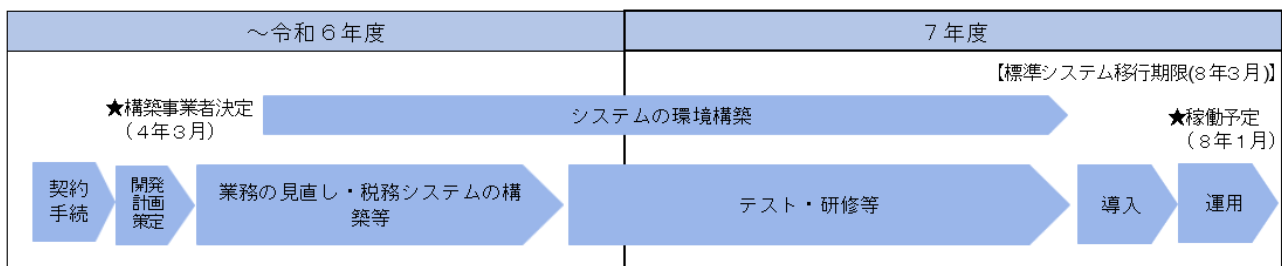 ～令和６年度
７年度
【標準システム移行期限(８年３月)】
★構築事業者決定
（４年３月）
システムの環境構築
★稼働予定
（８年１月）
契約
手続
開発
計画
策定
業務の見直し・税務システムの構
築等
テスト・研修等
導入
運用